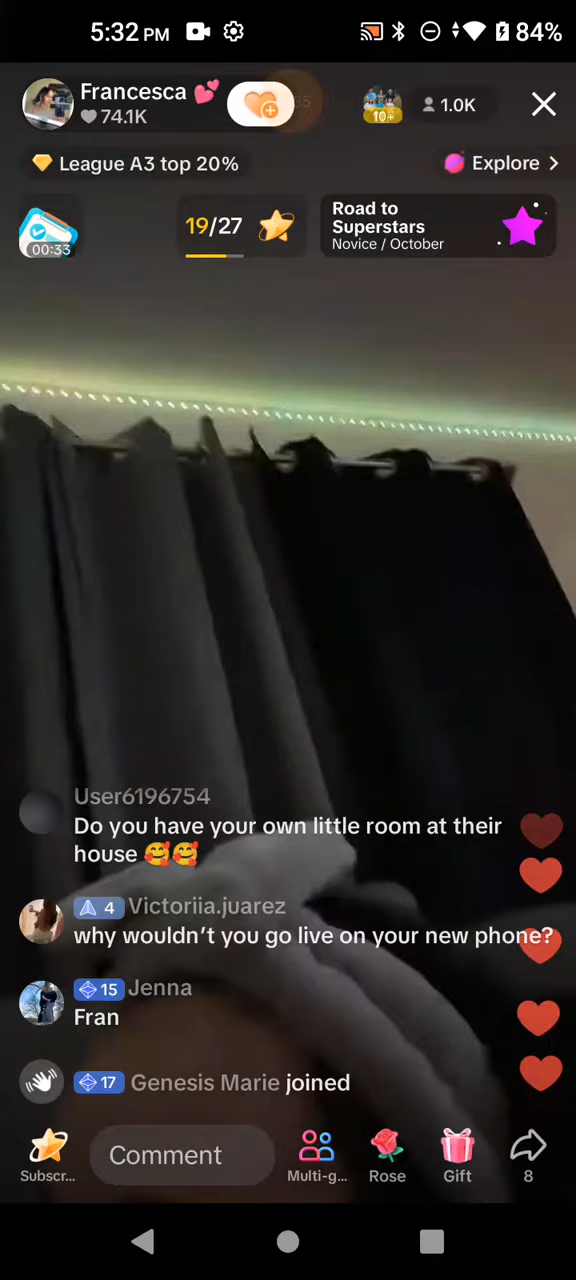 5:32 PM
84%
Francesca 💕
74.1K
10+
1.0K
League A3 top 20%
Explore >
00:33
19/27
Road to
Superstars
Novice / October
User6196754
Do you have your own little room at their
house 🥰🥰
4 Victoriia.juarez
why wouldn't you go live on your new phone?
15 Jenna
Fran
17 Genesis Marie joined
Subscr...
Comment
Multi-g...
Rose
Gift
8